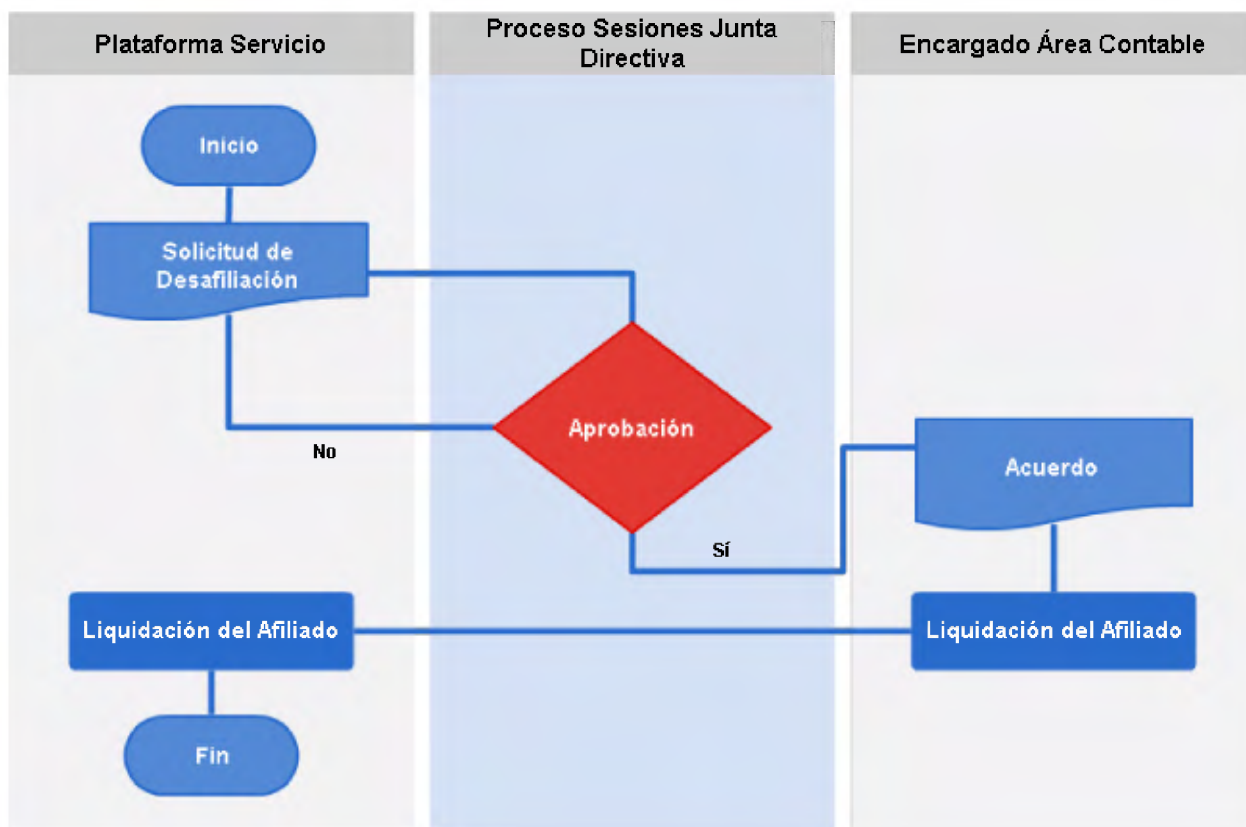 Plataforma Servicio
Proceso Sesiones Junta
Directiva
Encargado Área Contable
Inicio
Solicitud de
Desafiliación
Aprobación
No
Acuerdo
Sí
Liquidación del Afiliado
Liquidación del Afiliado
Fin